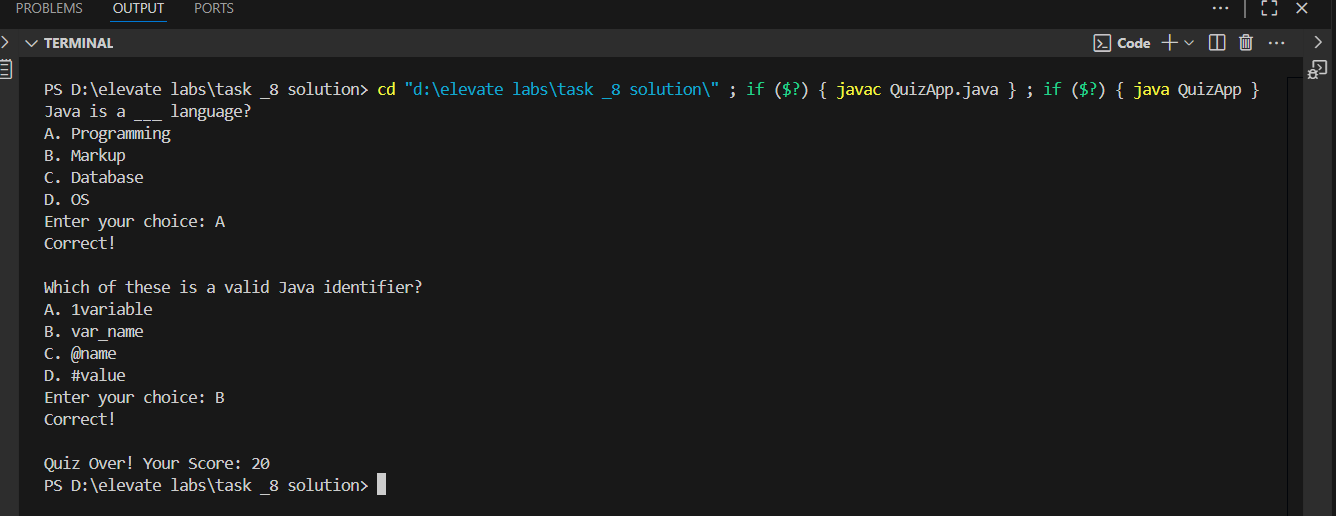 PROBLEMS OUTPUT PORTS
TERMINAL Code
PS D:\elevate labs\task _8 solution> cd "d:\elevate labs\task _8 solution\" ; if ($?) { javac QuizApp.java } ; if ($?) { java QuizApp }
Java is a ___ language?
A. Programming
B. Markup
C. Database
D. OS
Enter your choice: A
Correct!
Which of these is a valid Java identifier?
A. 1variable
B. var_name
C. @name
D. #value
Enter your choice: B
Correct!
Quiz Over! Your Score: 20
PS D:\elevate labs\task _8 solution>